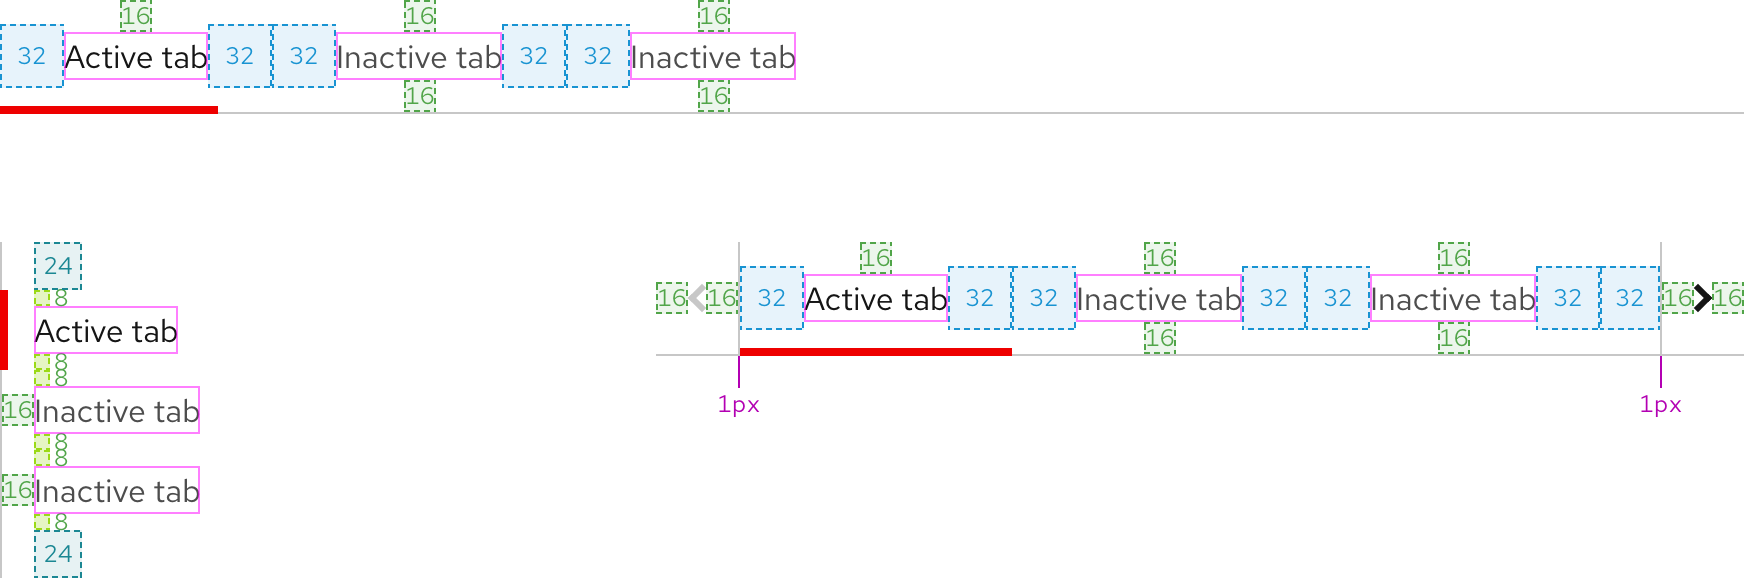 16 16 16
32 Active tab 32 32 Inactive tab 32 32 Inactive tab
16 16
24
8
Active tab
8
8
16 Inactive tab
8
8
16 Inactive tab
8
24
16 16 16
16 16 32 Active tab 32 32 Inactive tab 32 32 Inactive tab 32 32 16 16
16 16
1px 1px